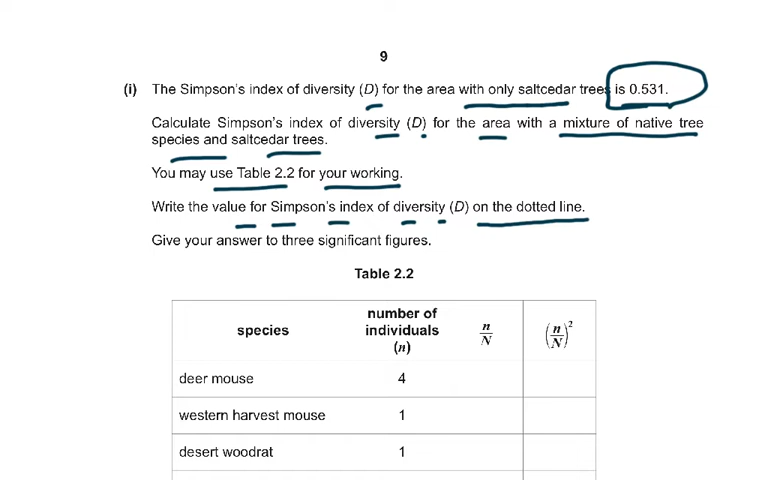 9
(i) The Simpson's index of diversity (D) for the area with only saltcedar trees is 0.531.
Calculate Simpson's index of diversity (D) for the area with a mixture of native tree
species and saltcedar trees.
You may use Table 2.2 for your working.
Write the value for Simpson's index of diversity (D) on the dotted line.
Give your answer to three significant figures.
Table 2.2
species number of individuals (n) n/N (n/N)²
deer mouse 4
western harvest mouse 1
desert woodrat 1